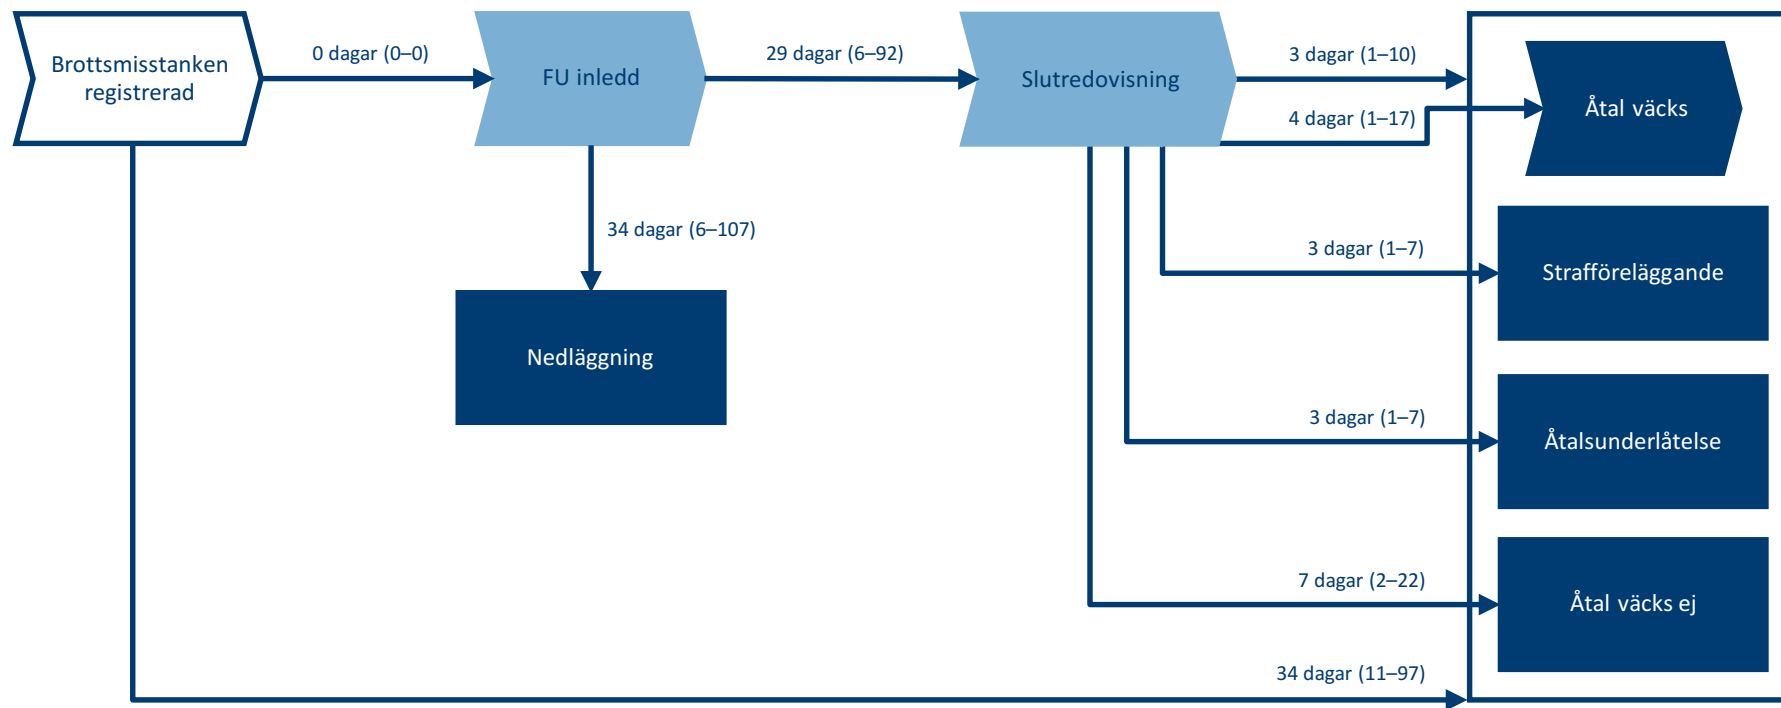 Brottsmisstanken
registrerad
0 dagar (0–0)
FU inledd
29 dagar (6–92)
Slutredovisning
3 dagar (1–10)
4 dagar (1–17)
Åtal väcks
34 dagar (6–107)
Nedläggning
3 dagar (1–7)
Strafföreläggande
3 dagar (1–7)
Åtalsunderlåtelse
7 dagar (2–22)
Åtal väcks ej
34 dagar (11–97)